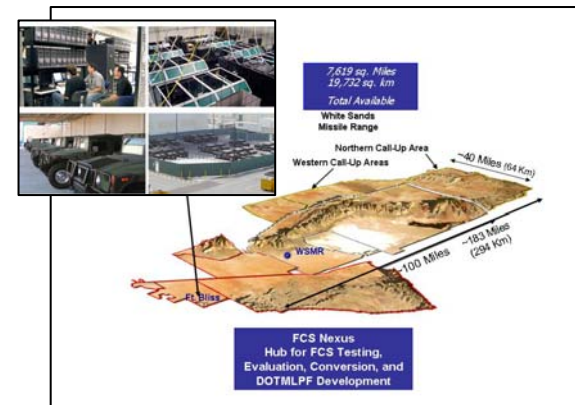 7,619 sq. Miles
19,732 sq. km
Total Available
White Sands
Missile Range
Northern Call-Up Area
Western Call-Up Areas
~40 Miles (64 Km)
~183 Miles
(294 Km)
~100 Miles
WSMR
Ft. Bliss
FCS Nexus
Hub for FCS Testing,
Evaluation, Conversion, and
DOTMLPF Development